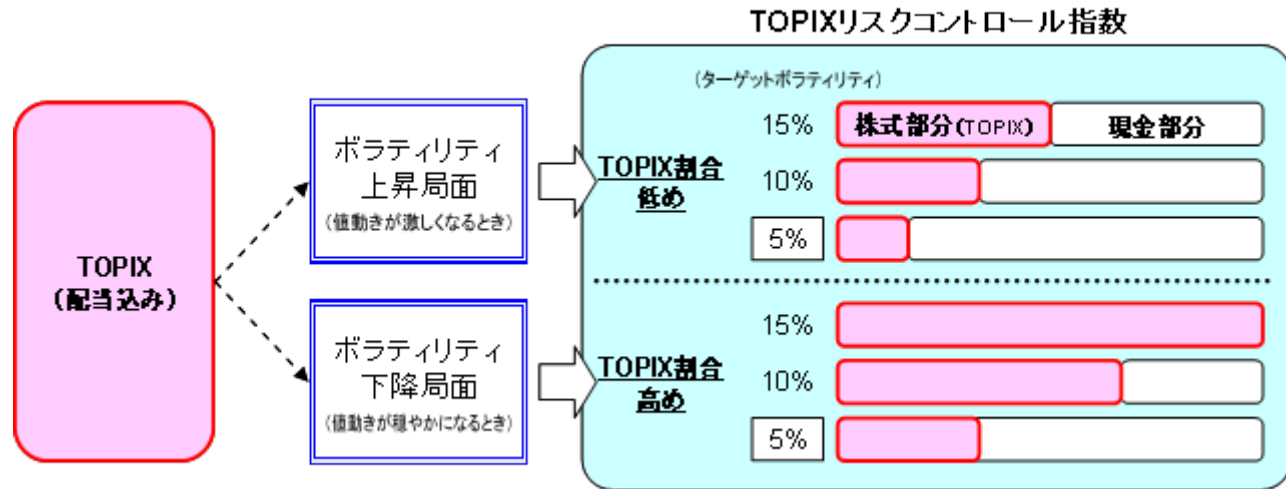 TOPIXリスクコントロール指数
(ターゲットボラティリティ)
TOPIX
(配当込み)
ボラティリティ
上昇局面
(値動きが激しくなるとき)
TOPIX割合
低め
15%
株式部分(TOPIX)
現金部分
10%
5%
ボラティリティ
下降局面
(値動きが穏やかになるとき)
TOPIX割合
高め
15%
10%
5%